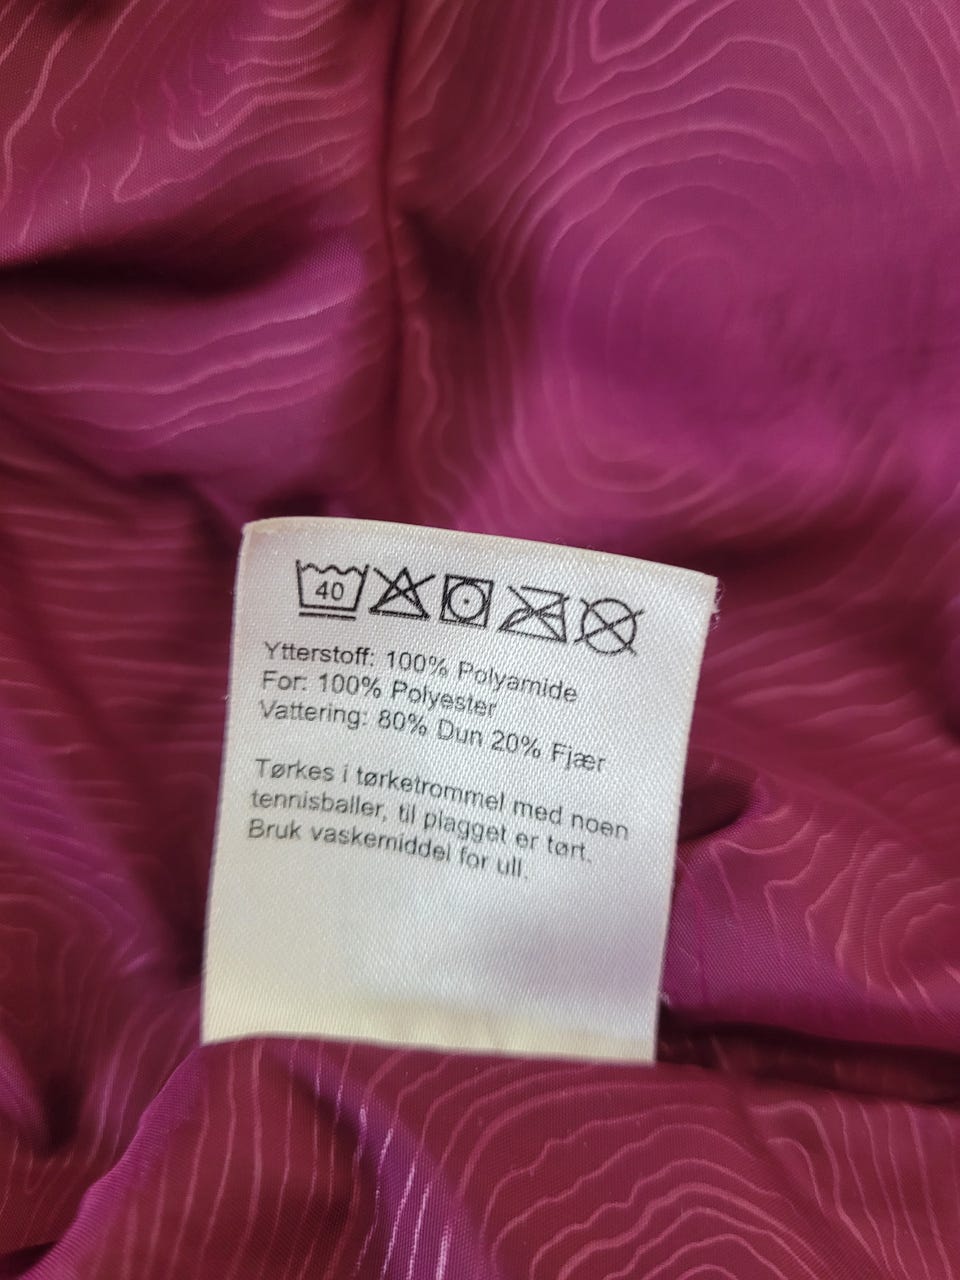 40
Ytterstoff: 100% Polyamide
For: 100% Polyester
Vattering: 80% Dun 20% Fjær
Tørkes i tørketrommel med noen
tennisballer, til plagget er tørt.
Bruk vaskemiddel for ull.